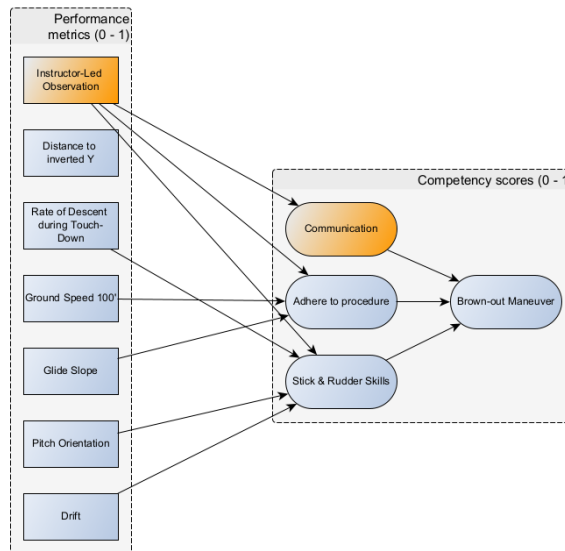 Performance
metrics (0 - 1)
Instructor-Led
Observation
Distance to
inverted Y
Rate of Descent
during Touch-
Down
Ground Speed 100'
Glide Slope
Pitch Orientation
Drift
Competency scores (0 - 1
Communication
Adhere to procedure
Brown-out Maneuver
Stick & Rudder Skills